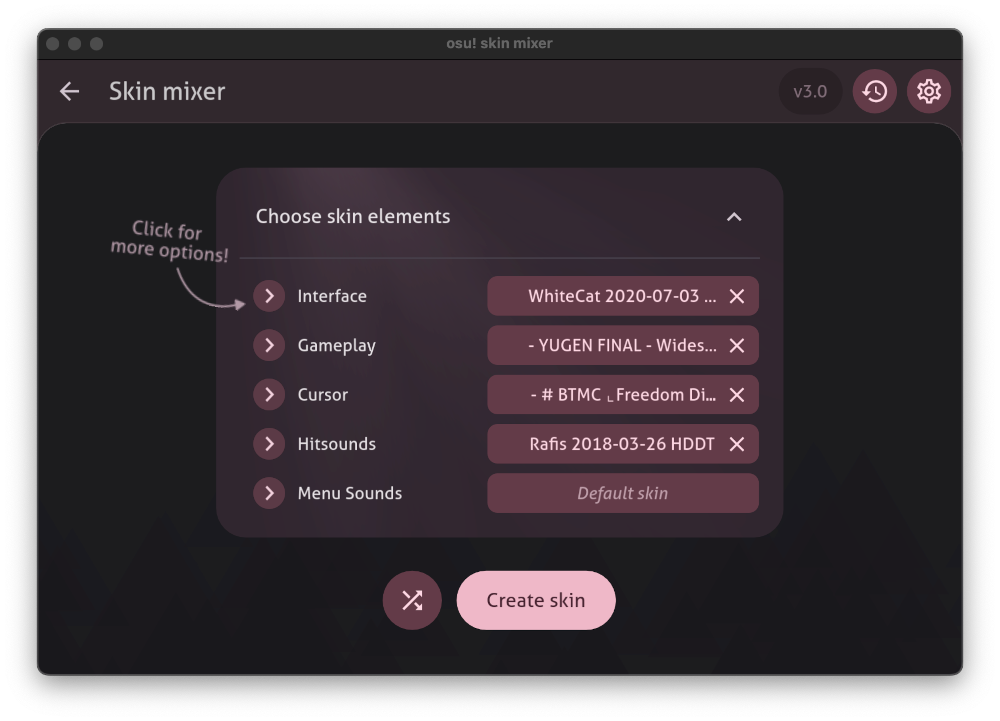 osu! skin mixer
Skin mixer
v3.0
Choose skin elements
Click for
more options!
Interface
WhiteCat 2020-07-03 ...
Gameplay
- YUGEN FINAL - Wides...
Cursor
- # BTMC ⌞Freedom Di...
Hitsounds
Rafis 2018-03-26 HDDT
Menu Sounds
Default skin
Create skin